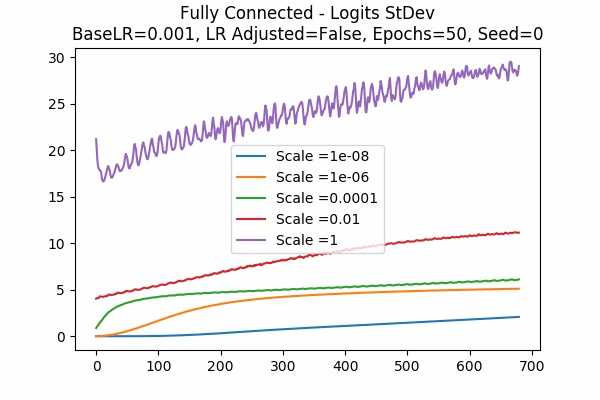 Fully Connected - Logits StDev
BaseLR=0.001, LR Adjusted=False, Epochs=50, Seed=0
30
25
20
15
10
5
0
Scale =1e-08
Scale =1e-06
Scale =0.0001
Scale =0.01
Scale =1
0 100 200 300 400 500 600 700